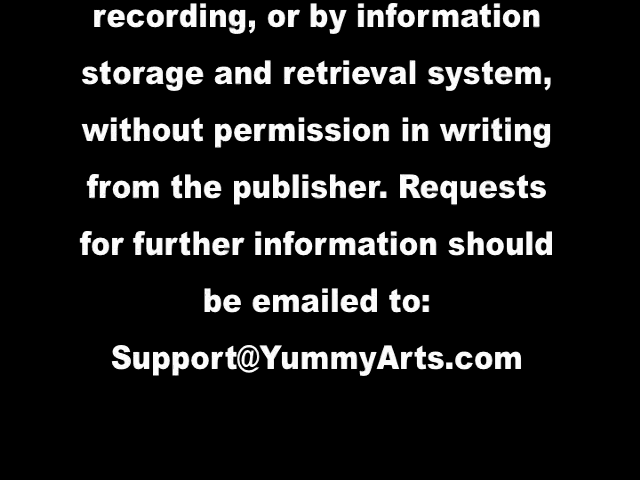 recording, or by information
storage and retrieval system,
without permission in writing
from the publisher. Requests
for further information should
be emailed to:
Support@YummyArts.com